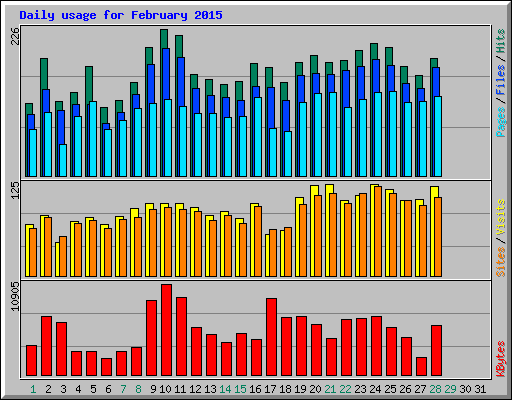 Daily usage for February 2015
226
Pages / Files / Hits
125
Sites / Visits
10905
KBytes
1 2 3 4 5 6 7 8 9 10 11 12 13 14 15 16 17 18 19 20 21 22 23 24 25 26 27 28 29 30 31